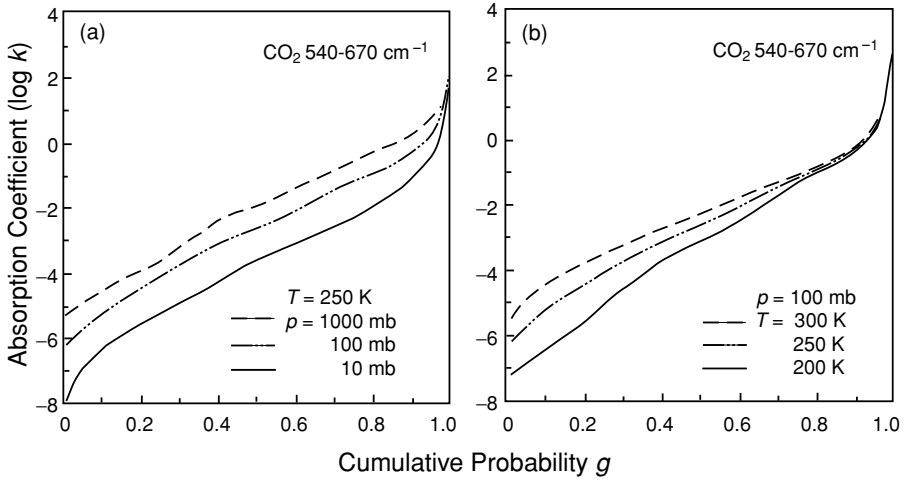 Absorption Coefficient (log k)
4
2
0
−2
−4
−6
−8
(a)
CO₂ 540-670 cm⁻¹
T = 250 K
p = 1000 mb
100 mb
10 mb
0 0.2 0.4 0.6 0.8 1.0
4
2
0
−2
−4
−6
−8
(b)
CO₂ 540-670 cm⁻¹
p = 100 mb
T = 300 K
250 K
200 K
0 0.2 0.4 0.6 0.8 1.0
Cumulative Probability g